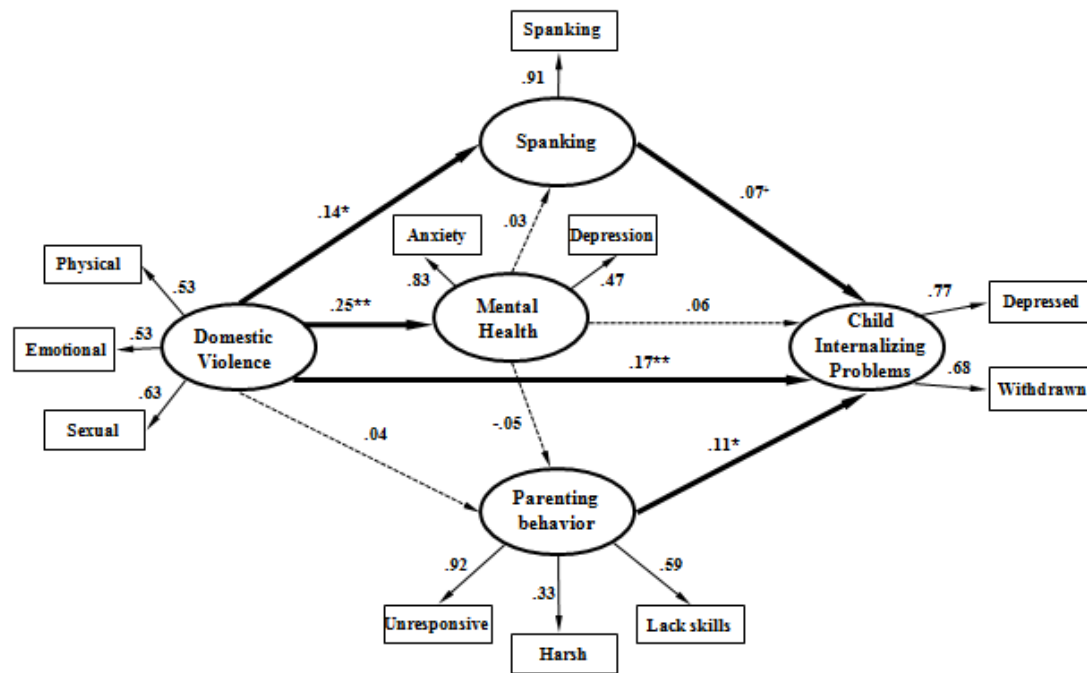 Spanking
.91
Spanking
.14*
.07+
.03
Anxiety
Depression
.83
.47
Physical
.53
Mental
Health
.25**
.06
.77
Depressed
Emotional
.53
Domestic
Violence
Child
Internalizing
Problems
.17**
.68
Withdrawn
.63
Sexual
.04
-.05
.11*
Parenting
behavior
.92
.33
.59
Unresponsive
Harsh
Lack skills